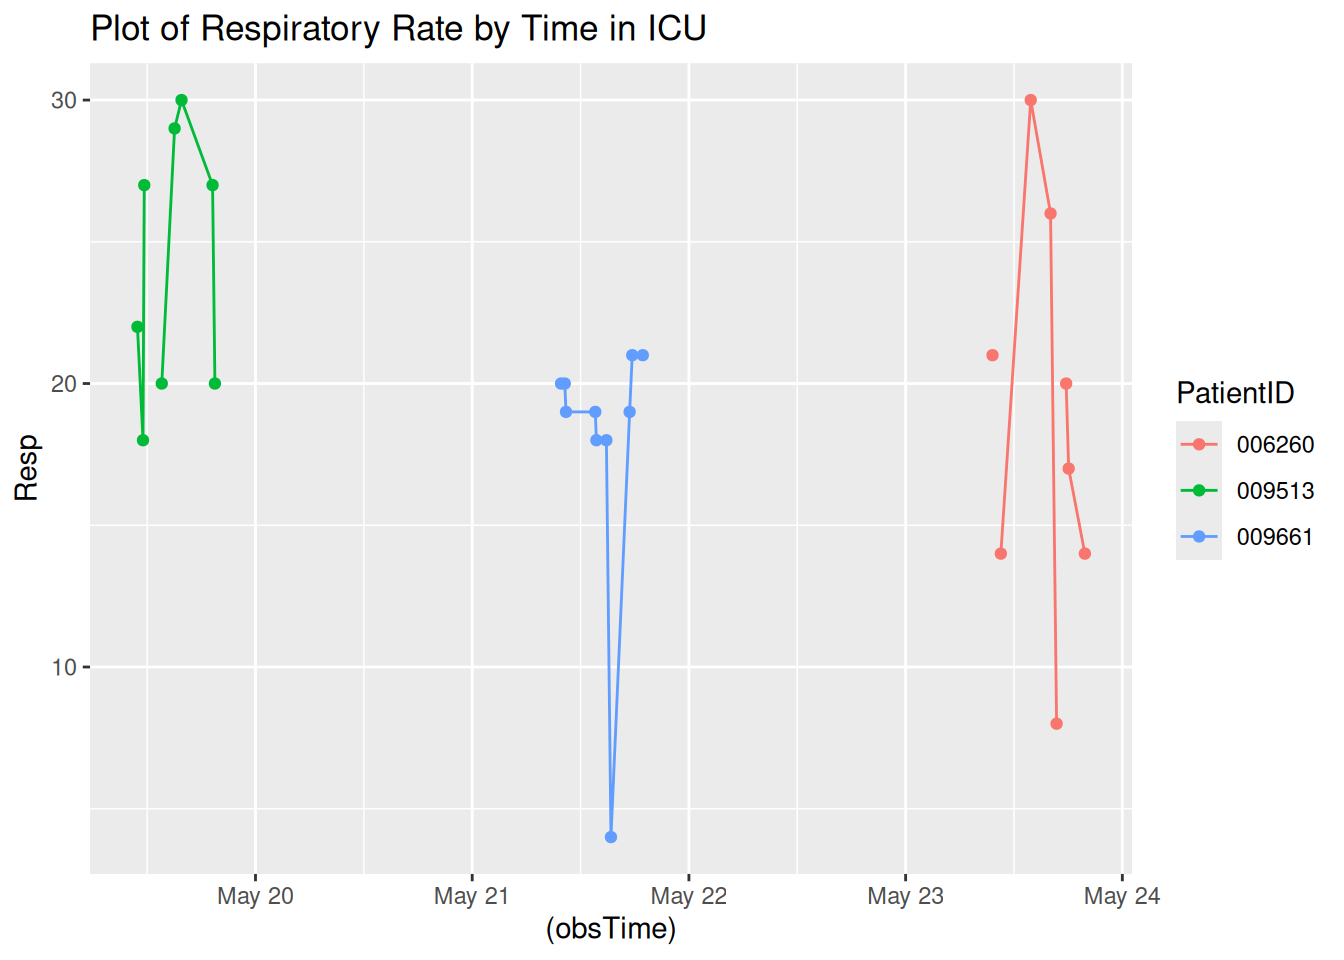 Plot of Respiratory Rate by Time in ICU
30
20
10
Resp
May 20
May 21
May 22
May 23
May 24
(obsTime)
PatientID
006260
009513
009661